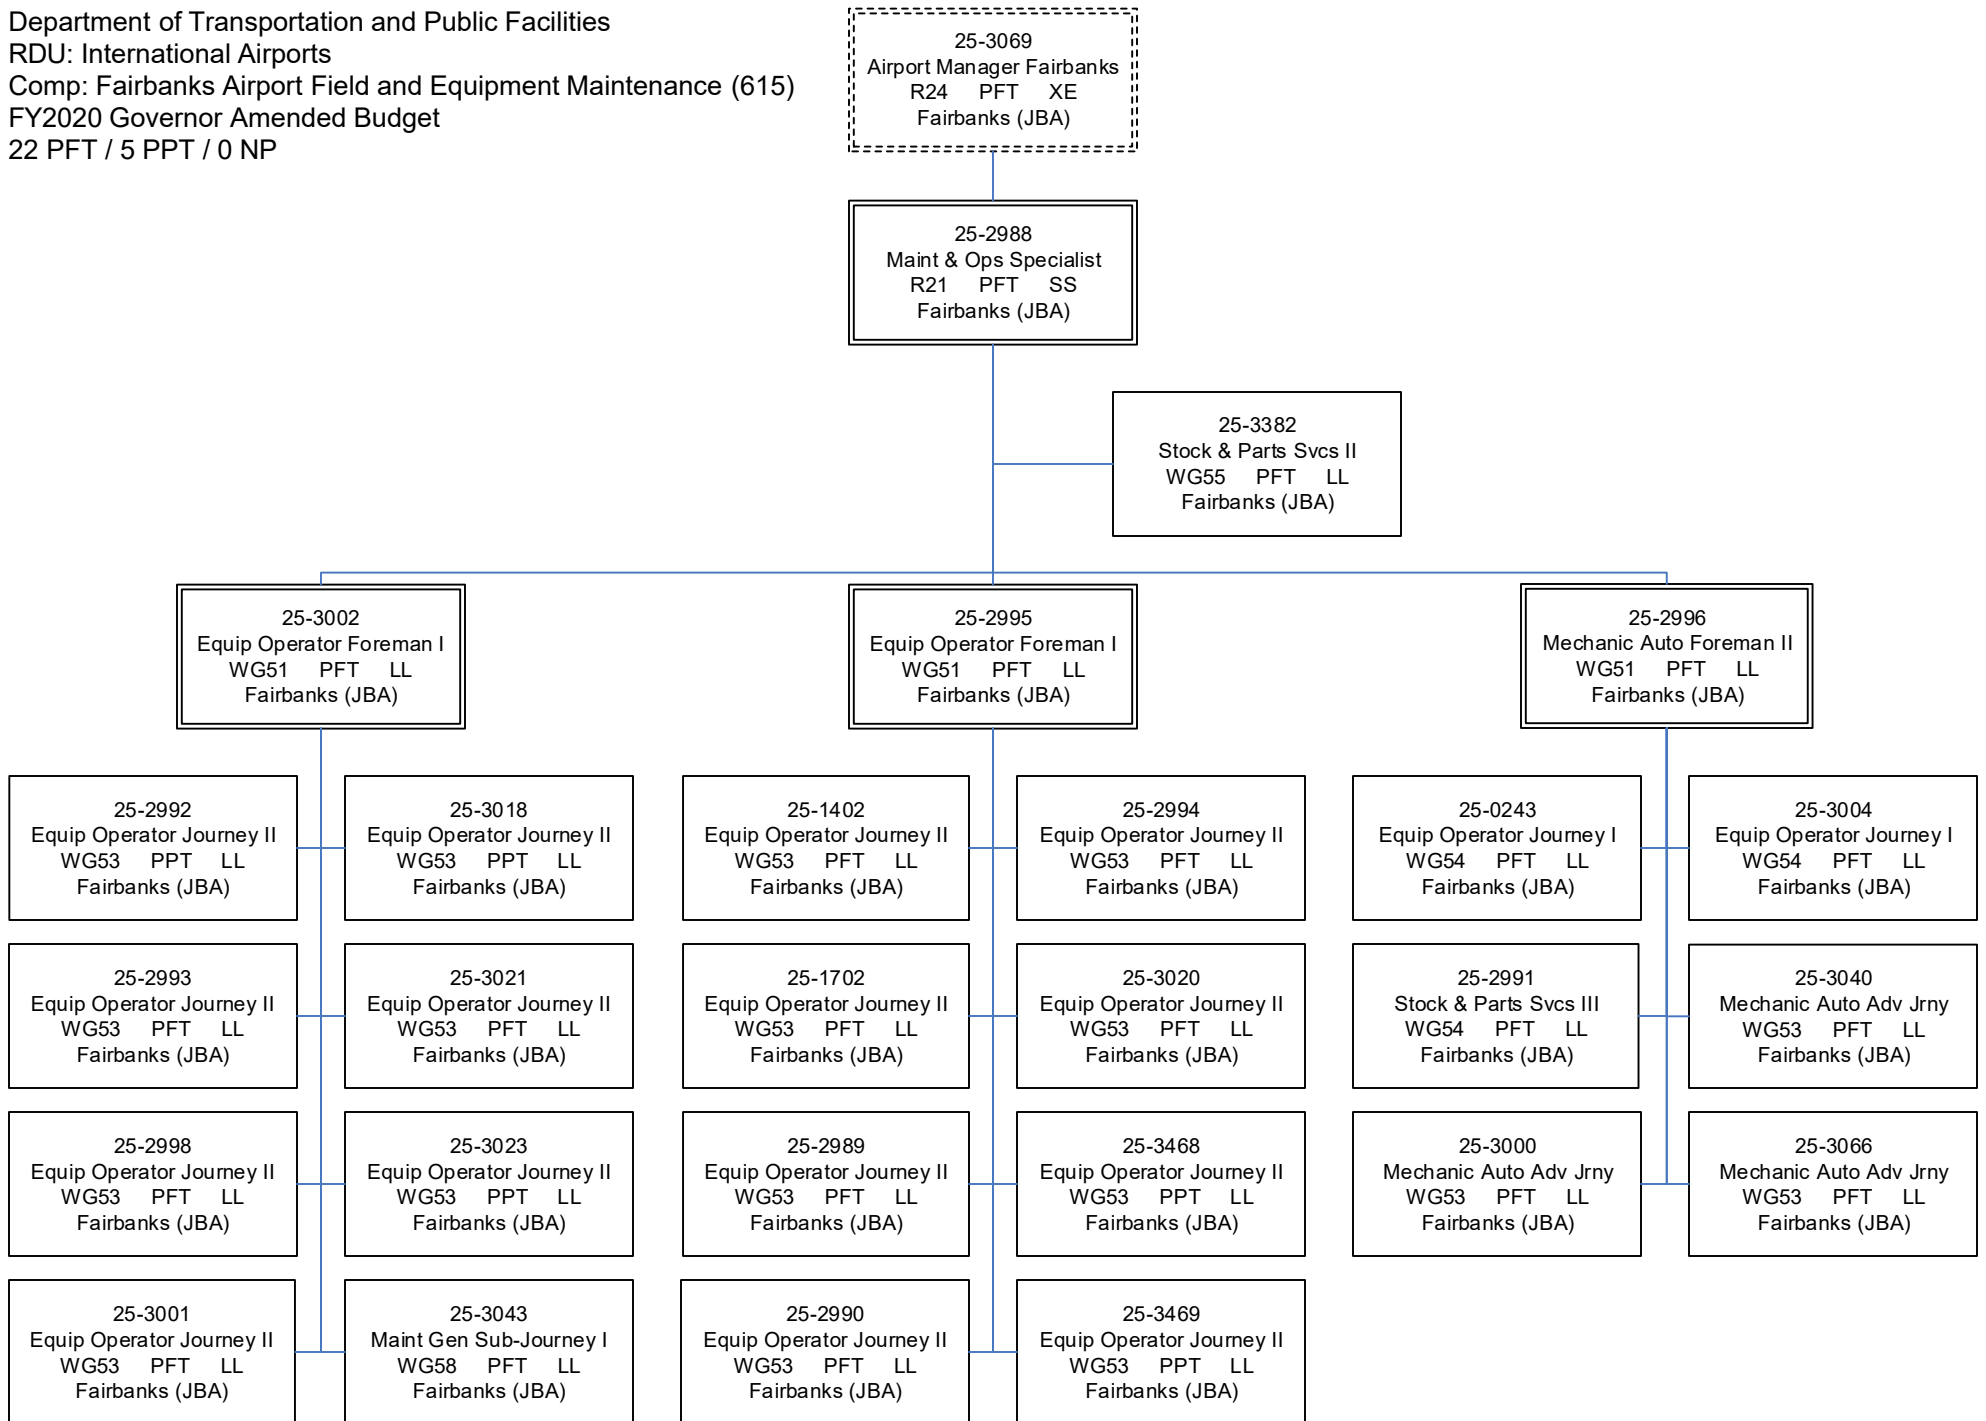 Department of Transportation and Public Facilities
RDU: International Airports
Comp: Fairbanks Airport Field and Equipment Maintenance (615)
FY2020 Governor Amended Budget
22 PFT / 5 PPT / 0 NP
25-3069
Airport Manager Fairbanks
R24 PFT XE
Fairbanks (JBA)
25-2988
Maint & Ops Specialist
R21 PFT SS
Fairbanks (JBA)
25-3382
Stock & Parts Svcs II
WG55 PFT LL
Fairbanks (JBA)
25-3002
Equip Operator Foreman I
WG51 PFT LL
Fairbanks (JBA)
25-2995
Equip Operator Foreman I
WG51 PFT LL
Fairbanks (JBA)
25-2996
Mechanic Auto Foreman II
WG51 PFT LL
Fairbanks (JBA)
25-2992
Equip Operator Journey II
WG53 PPT LL
Fairbanks (JBA)
25-3018
Equip Operator Journey II
WG53 PPT LL
Fairbanks (JBA)
25-1402
Equip Operator Journey II
WG53 PFT LL
Fairbanks (JBA)
25-2994
Equip Operator Journey II
WG53 PFT LL
Fairbanks (JBA)
25-0243
Equip Operator Journey I
WG54 PFT LL
Fairbanks (JBA)
25-3004
Equip Operator Journey I
WG54 PFT LL
Fairbanks (JBA)
25-2993
Equip Operator Journey II
WG53 PFT LL
Fairbanks (JBA)
25-3021
Equip Operator Journey II
WG53 PFT LL
Fairbanks (JBA)
25-1702
Equip Operator Journey II
WG53 PFT LL
Fairbanks (JBA)
25-3020
Equip Operator Journey II
WG53 PFT LL
Fairbanks (JBA)
25-2991
Stock & Parts Svcs III
WG54 PFT LL
Fairbanks (JBA)
25-3040
Mechanic Auto Adv Jrny
WG53 PFT LL
Fairbanks (JBA)
25-2998
Equip Operator Journey II
WG53 PFT LL
Fairbanks (JBA)
25-3023
Equip Operator Journey II
WG53 PPT LL
Fairbanks (JBA)
25-2989
Equip Operator Journey II
WG53 PFT LL
Fairbanks (JBA)
25-3468
Equip Operator Journey II
WG53 PPT LL
Fairbanks (JBA)
25-3000
Mechanic Auto Adv Jrny
WG53 PFT LL
Fairbanks (JBA)
25-3066
Mechanic Auto Adv Jrny
WG53 PFT LL
Fairbanks (JBA)
25-3001
Equip Operator Journey II
WG53 PFT LL
Fairbanks (JBA)
25-3043
Maint Gen Sub-Journey I
WG58 PFT LL
Fairbanks (JBA)
25-2990
Equip Operator Journey II
WG53 PFT LL
Fairbanks (JBA)
25-3469
Equip Operator Journey II
WG53 PPT LL
Fairbanks (JBA)